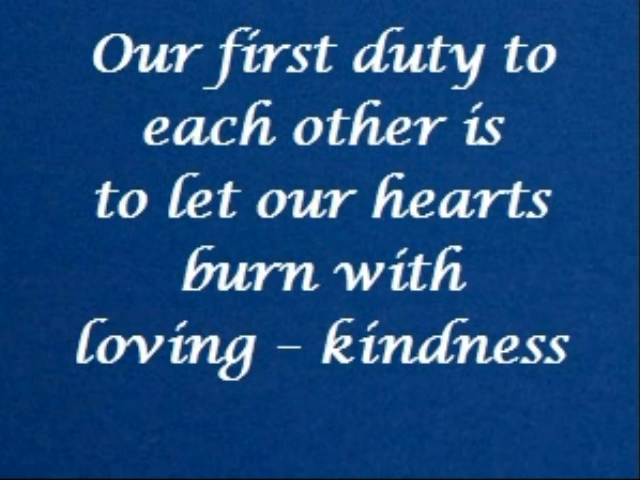 Our first duty to
each other is
to let our hearts
burn with
loving – kindness